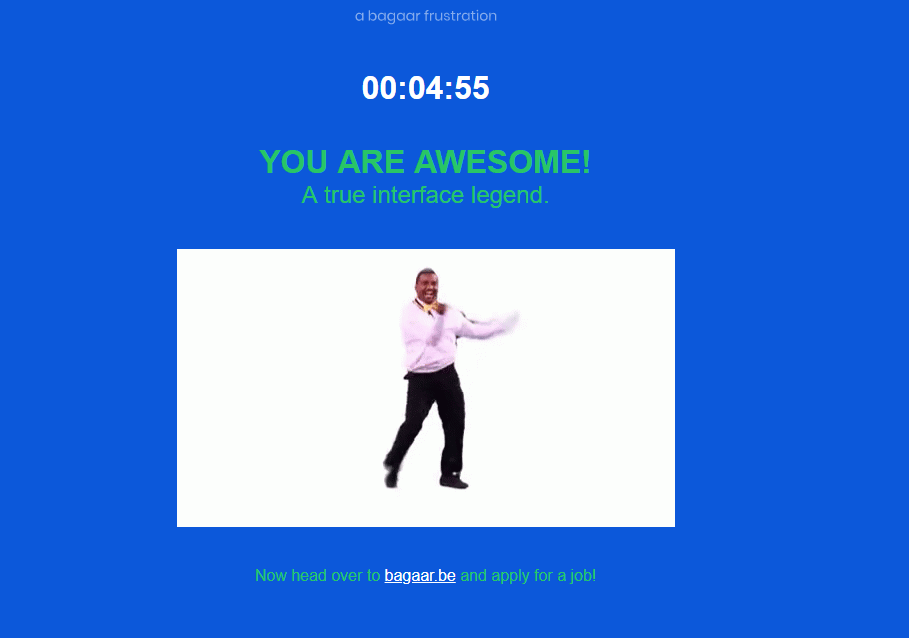 a bagaar frustration
00:04:55
YOU ARE AWESOME!
A true interface legend.
Now head over to bagaar.be and apply for a job!